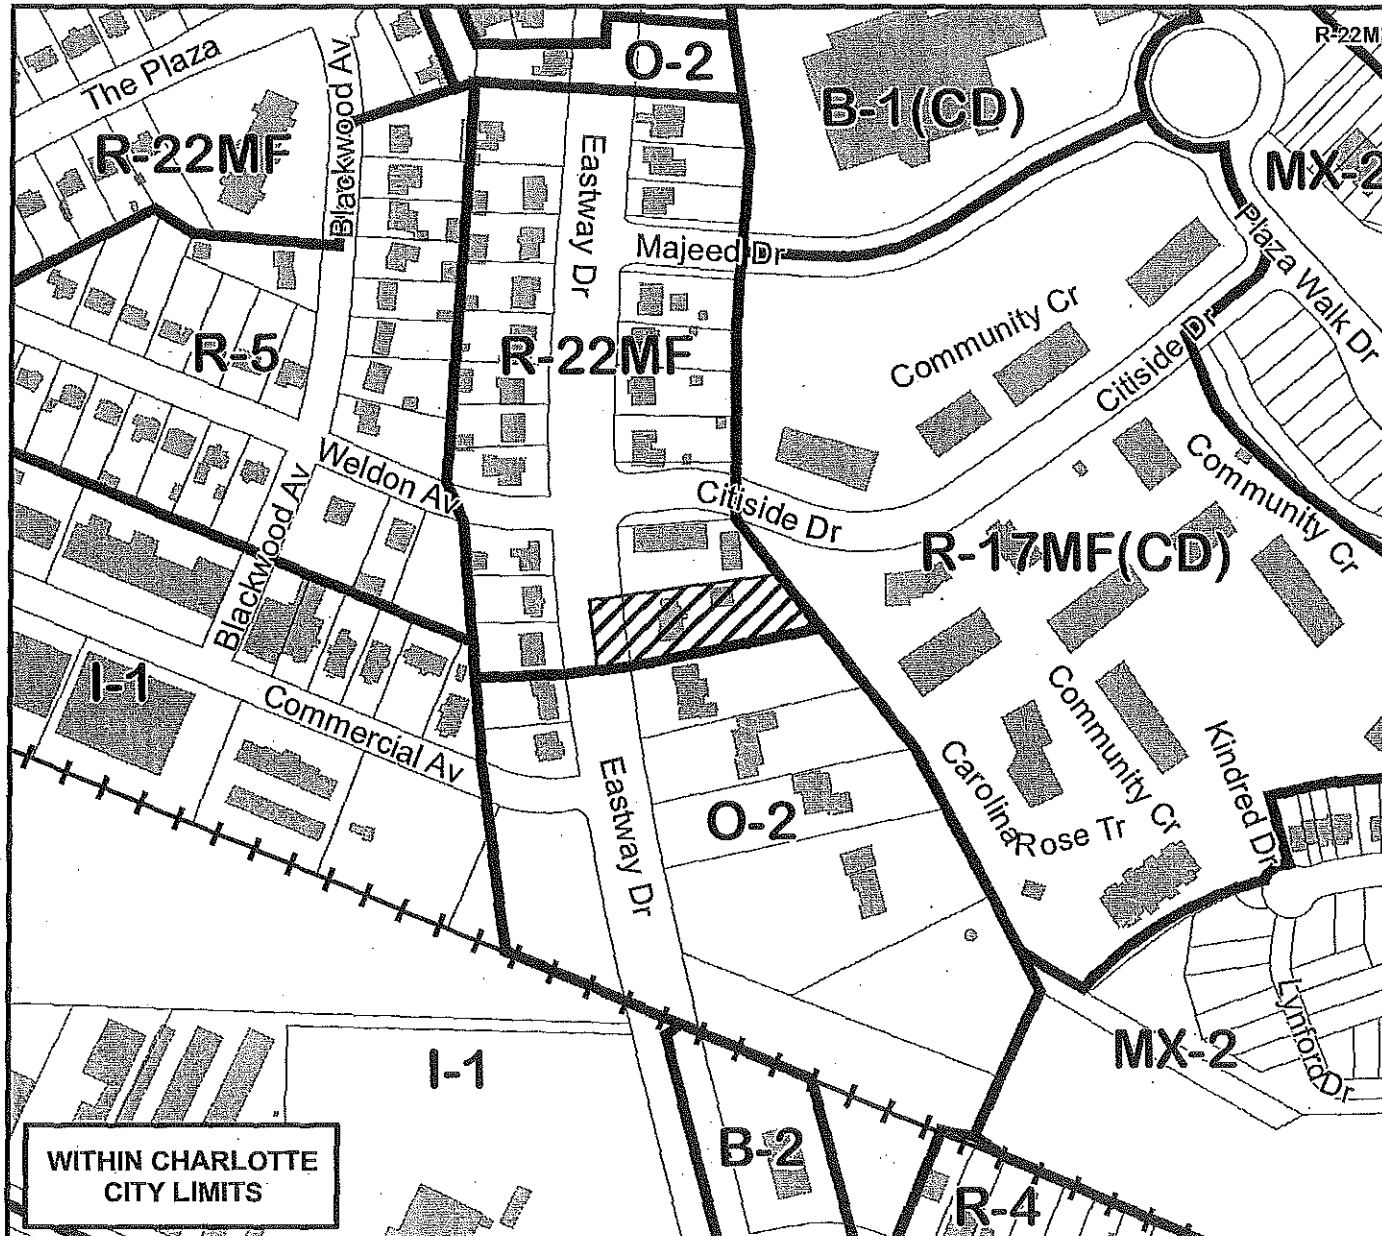 R-22M
O-2
The Plaza
Blackwood Av
B-1(CD)
R-22MF
Eastway Dr
MX-2
Majeed Dr
Plaza Walk Dr
Community Cr
R-5
R-22MF
Citiside Dr
Weldon Av
Citiside Dr
Community Cr
R-17MF(CD)
Blackwood Av
I-1
Commercial Av
Community Cr
Kindred Dr
Carolina Rose Tr
Eastway Dr
O-2
Lynford Dr
MX-2
I-1
B-2
WITHIN CHARLOTTE
CITY LIMITS
R-4